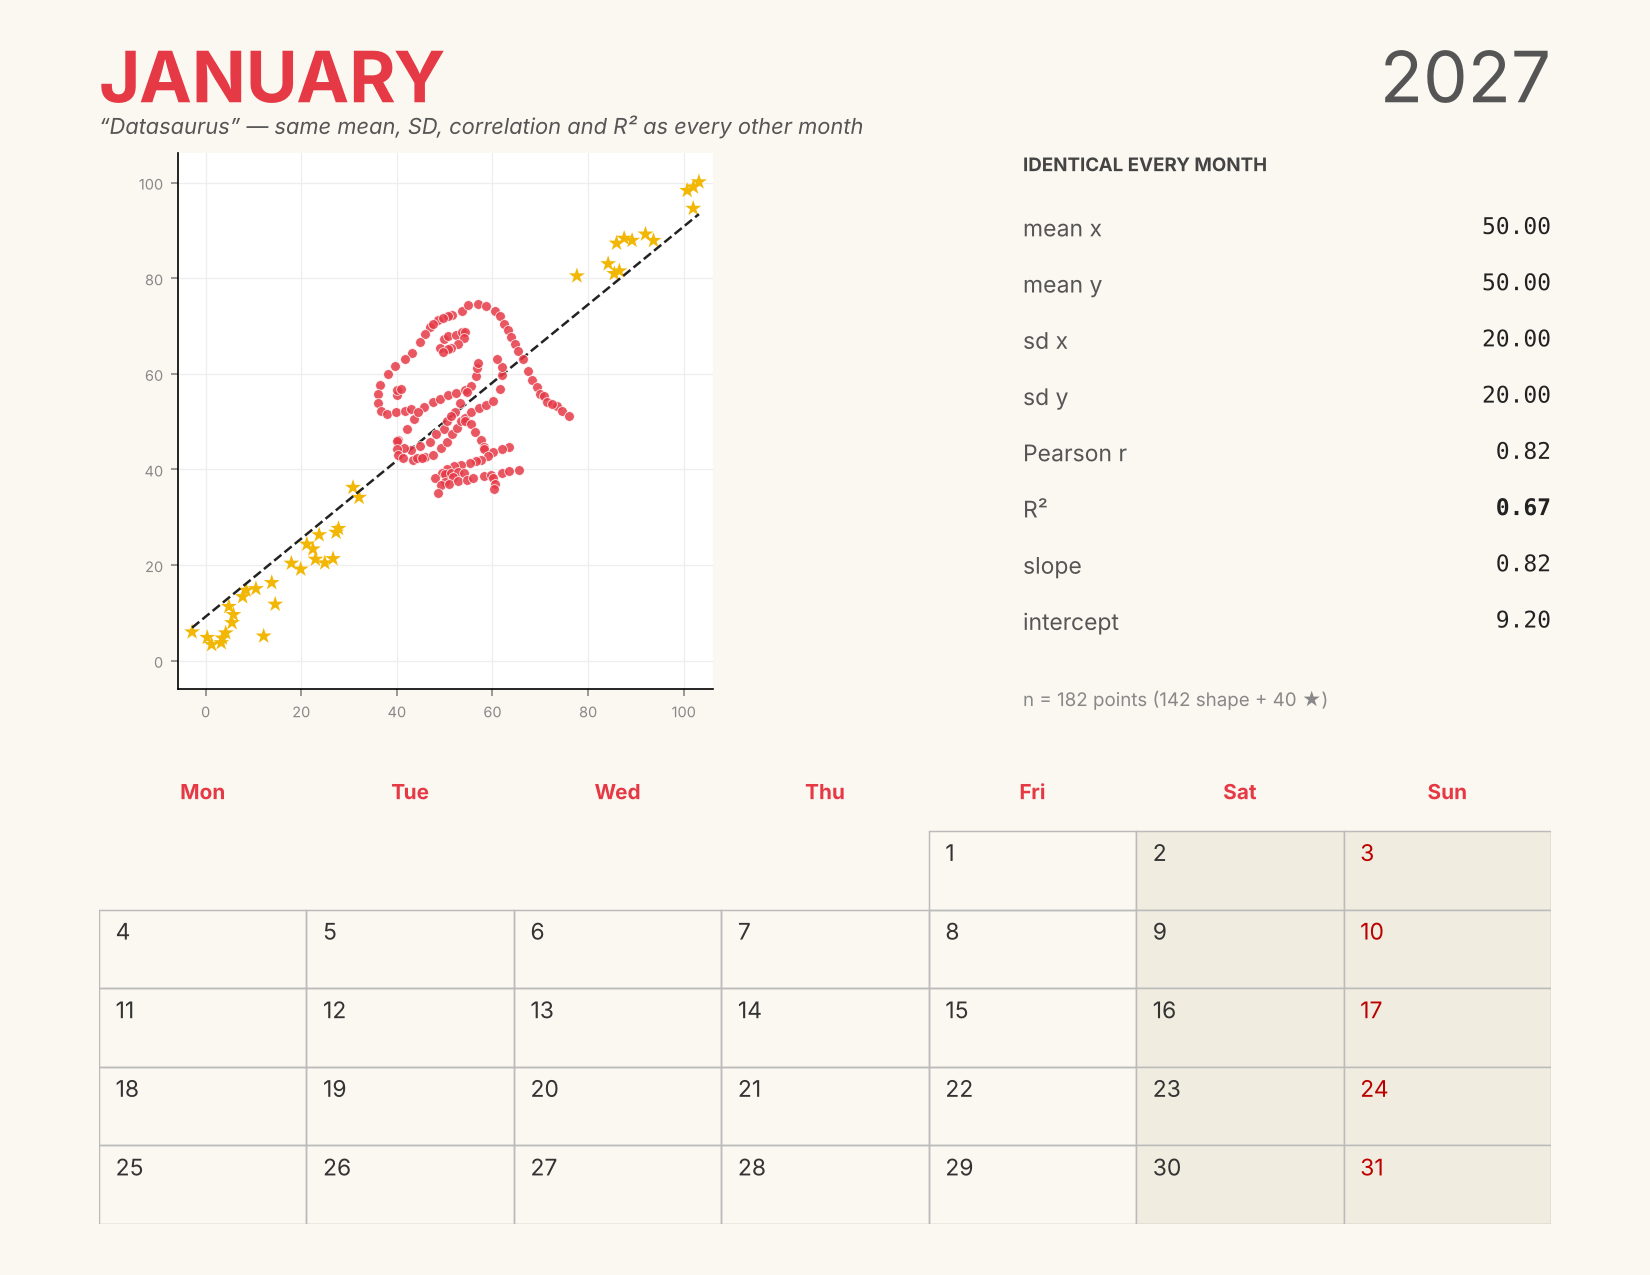 JANUARY 2027
“Datasaurus” — same mean, SD, correlation and R² as every other month
100
80
60
40
20
0
0 20 40 60 80 100
IDENTICAL EVERY MONTH
mean x 50.00
mean y 50.00
sd x 20.00
sd y 20.00
Pearson r 0.82
R² 0.67
slope 0.82
intercept 9.20
n = 182 points (142 shape + 40 ★)
Mon Tue Wed Thu Fri Sat Sun
1 2 3
4 5 6 7 8 9 10
11 12 13 14 15 16 17
18 19 20 21 22 23 24
25 26 27 28 29 30 31